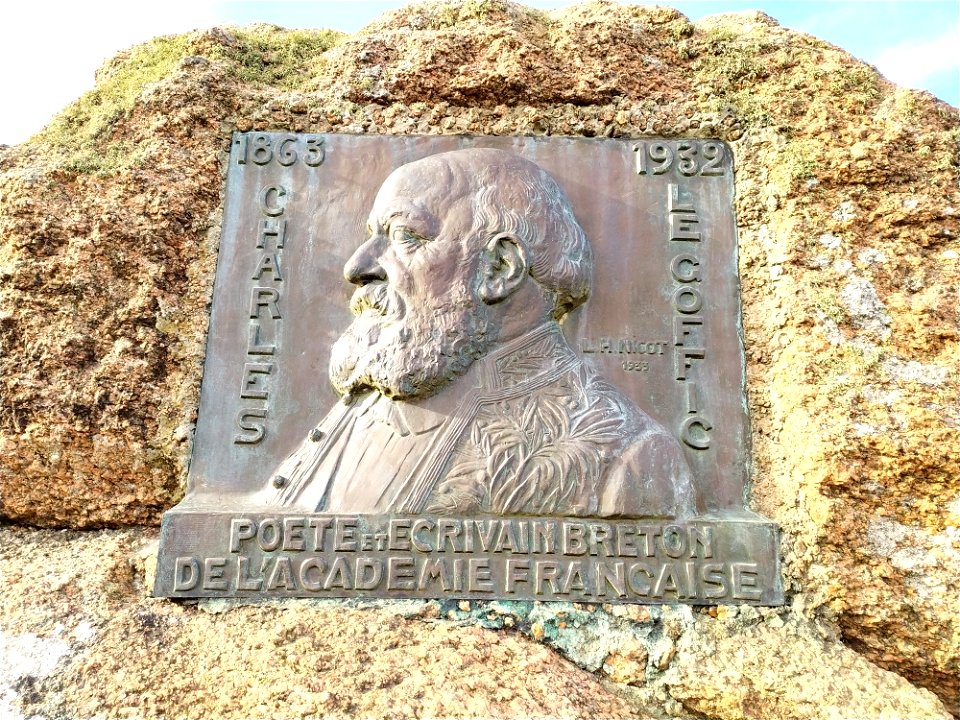 1863
1932
CHARLES
LE GOFFIC
L.H. NICOT
1933
POETE ET ECRIVAIN BRETON
DE L'ACADEMIE FRANCAISE